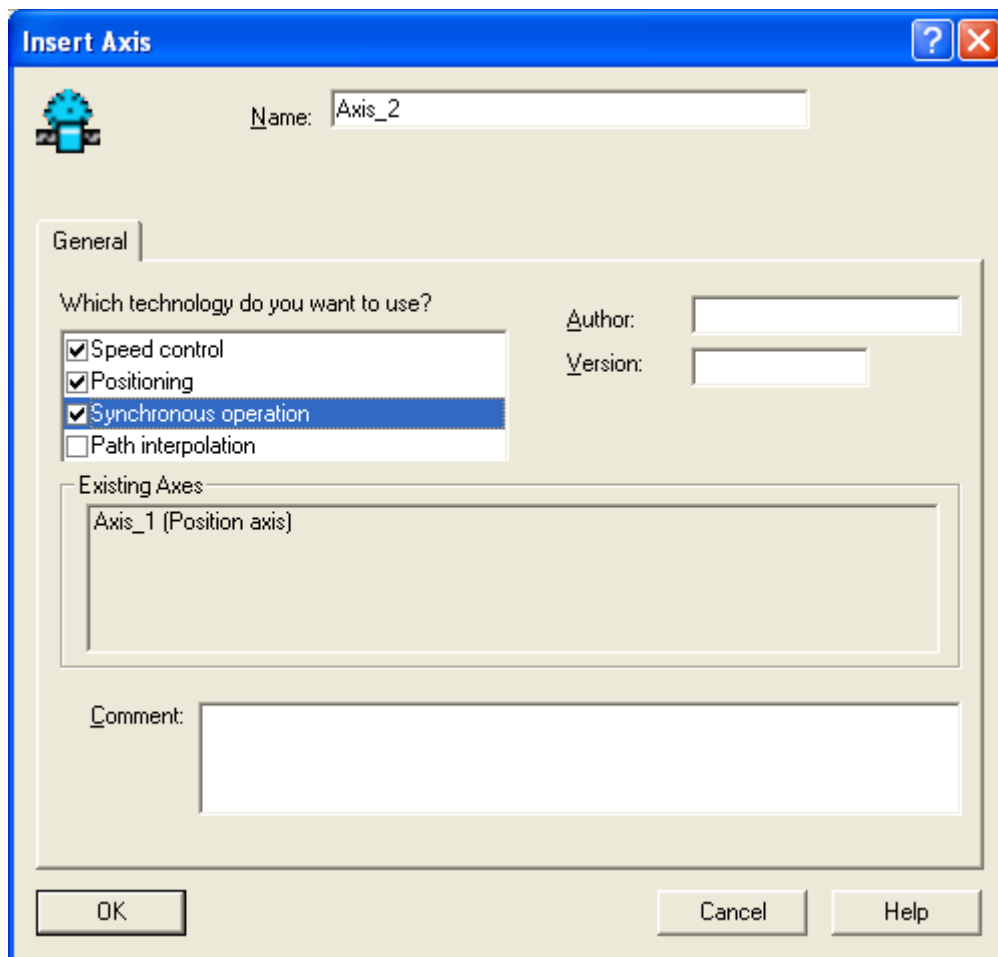 Insert Axis
Name: Axis_2
General
Which technology do you want to use?
Speed control
Positioning
Synchronous operation
Path interpolation
Author:
Version:
Existing Axes
Axis_1 (Position axis)
Comment:
OK Cancel Help